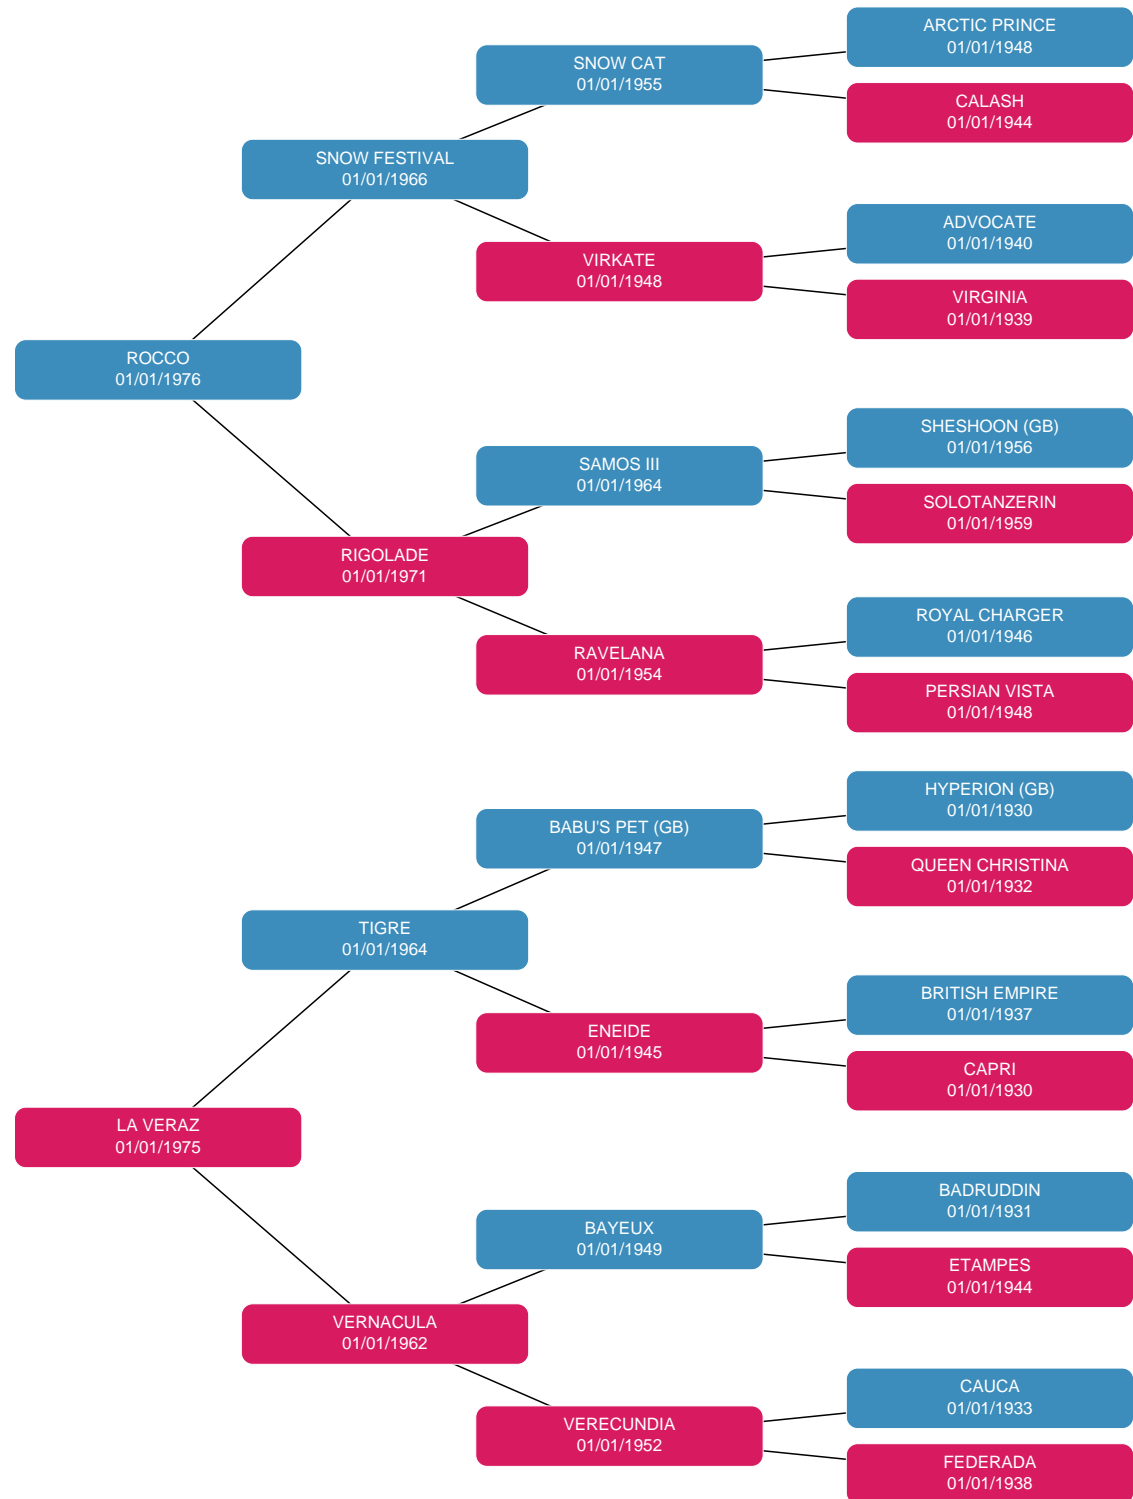 ARCTIC PRINCE
01/01/1948
SNOW CAT
01/01/1955
CALASH
01/01/1944
SNOW FESTIVAL
01/01/1966
ADVOCATE
01/01/1940
VIRKATE
01/01/1948
VIRGINIA
01/01/1939
ROCCO
01/01/1976
SHESHOON (GB)
01/01/1956
SAMOS III
01/01/1964
SOLOTANZERIN
01/01/1959
RIGOLADE
01/01/1971
ROYAL CHARGER
01/01/1946
RAVELANA
01/01/1954
PERSIAN VISTA
01/01/1948
HYPERION (GB)
01/01/1930
BABU'S PET (GB)
01/01/1947
QUEEN CHRISTINA
01/01/1932
TIGRE
01/01/1964
BRITISH EMPIRE
01/01/1937
ENEIDE
01/01/1945
CAPRI
01/01/1930
LA VERAZ
01/01/1975
BADRUDDIN
01/01/1931
BAYEUX
01/01/1949
ETAMPES
01/01/1944
VERNACULA
01/01/1962
CAUCA
01/01/1933
VERECUNDIA
01/01/1952
FEDERADA
01/01/1938